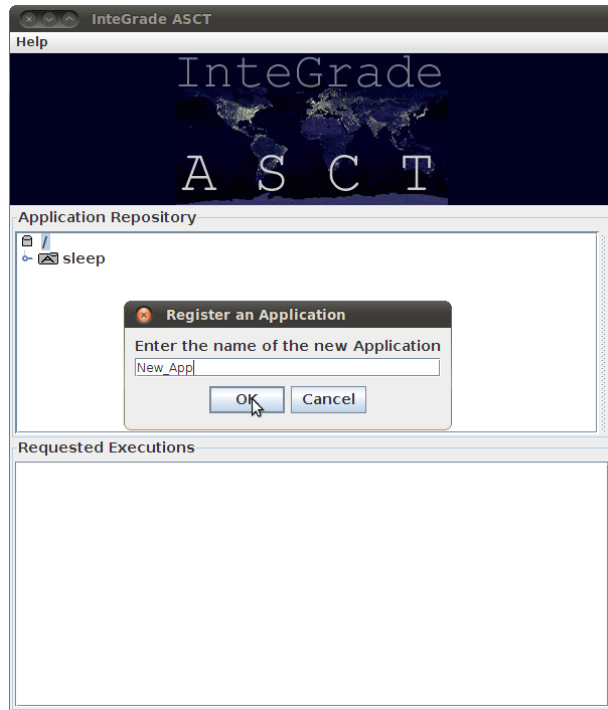 InteGrade ASCT
Help
InteGrade
A S C T
Application Repository
/
sleep
Register an Application
Enter the name of the new Application
New_App
OK Cancel
Requested Executions